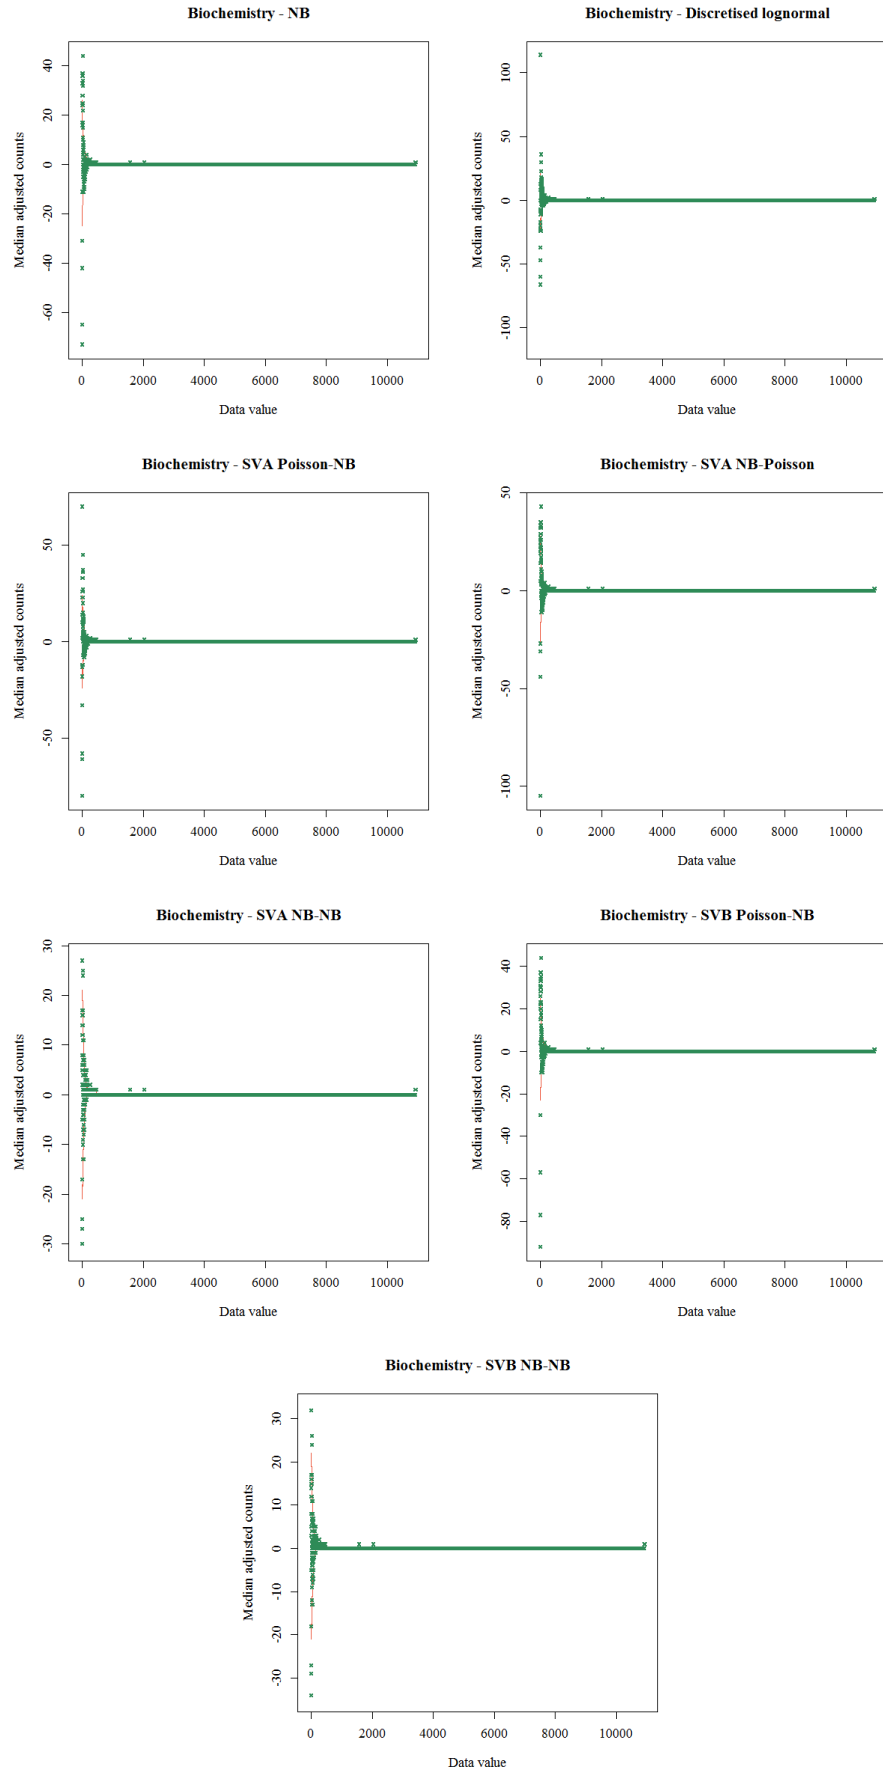 Biochemistry - NB
Median adjusted counts
40
20
0
-20
-40
-60
0 2000 4000 6000 8000 10000
Data value
Biochemistry - Discretised lognormal
Median adjusted counts
100
50
0
-50
-100
0 2000 4000 6000 8000 10000
Data value
Biochemistry - SVA Poisson-NB
Median adjusted counts
50
0
-50
0 2000 4000 6000 8000 10000
Data value
Biochemistry - SVA NB-Poisson
Median adjusted counts
50
0
-50
-100
0 2000 4000 6000 8000 10000
Data value
Biochemistry - SVA NB-NB
Median adjusted counts
30
20
10
0
-10
-20
-30
0 2000 4000 6000 8000 10000
Data value
Biochemistry - SVB Poisson-NB
Median adjusted counts
40
20
0
-20
-40
-60
-80
0 2000 4000 6000 8000 10000
Data value
Biochemistry - SVB NB-NB
Median adjusted counts
30
20
10
0
-10
-20
-30
0 2000 4000 6000 8000 10000
Data value